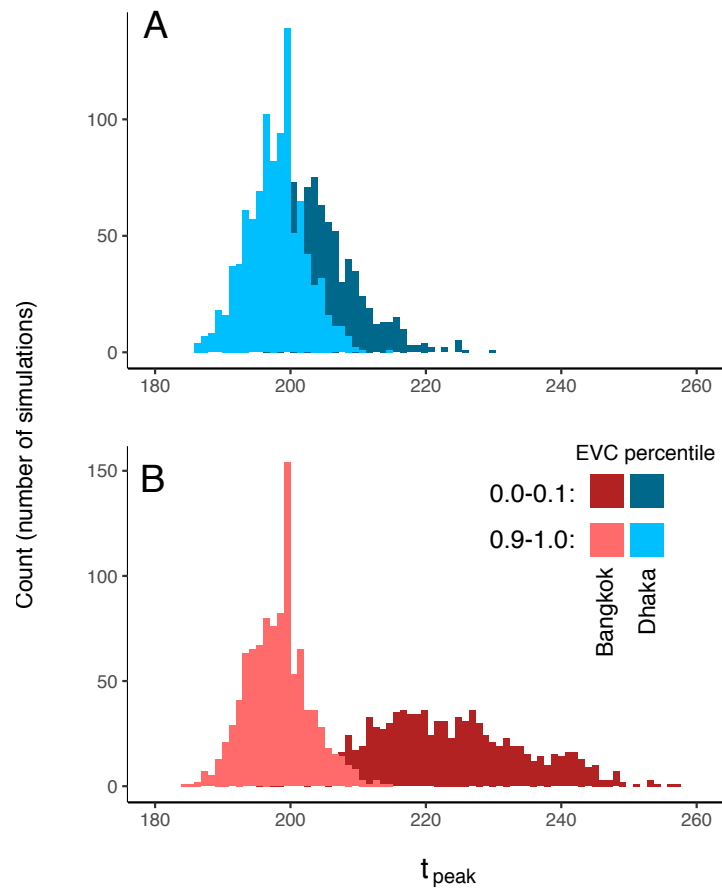 A
100
50
0
180 200 220 240 260
Count (number of simulations)
B
150
100
50
0
180 200 220 240 260
EVC percentile
0.0-0.1:
0.9-1.0:
Bangkok
Dhaka
t peak